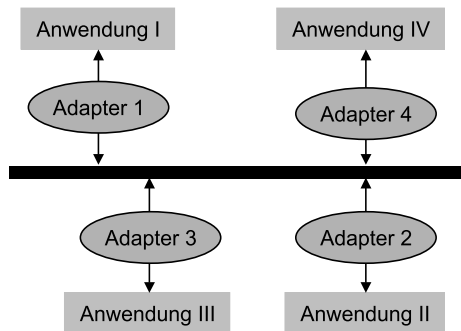 Anwendung I
Anwendung IV
Adapter 1
Adapter 4
Adapter 3
Adapter 2
Anwendung III
Anwendung II